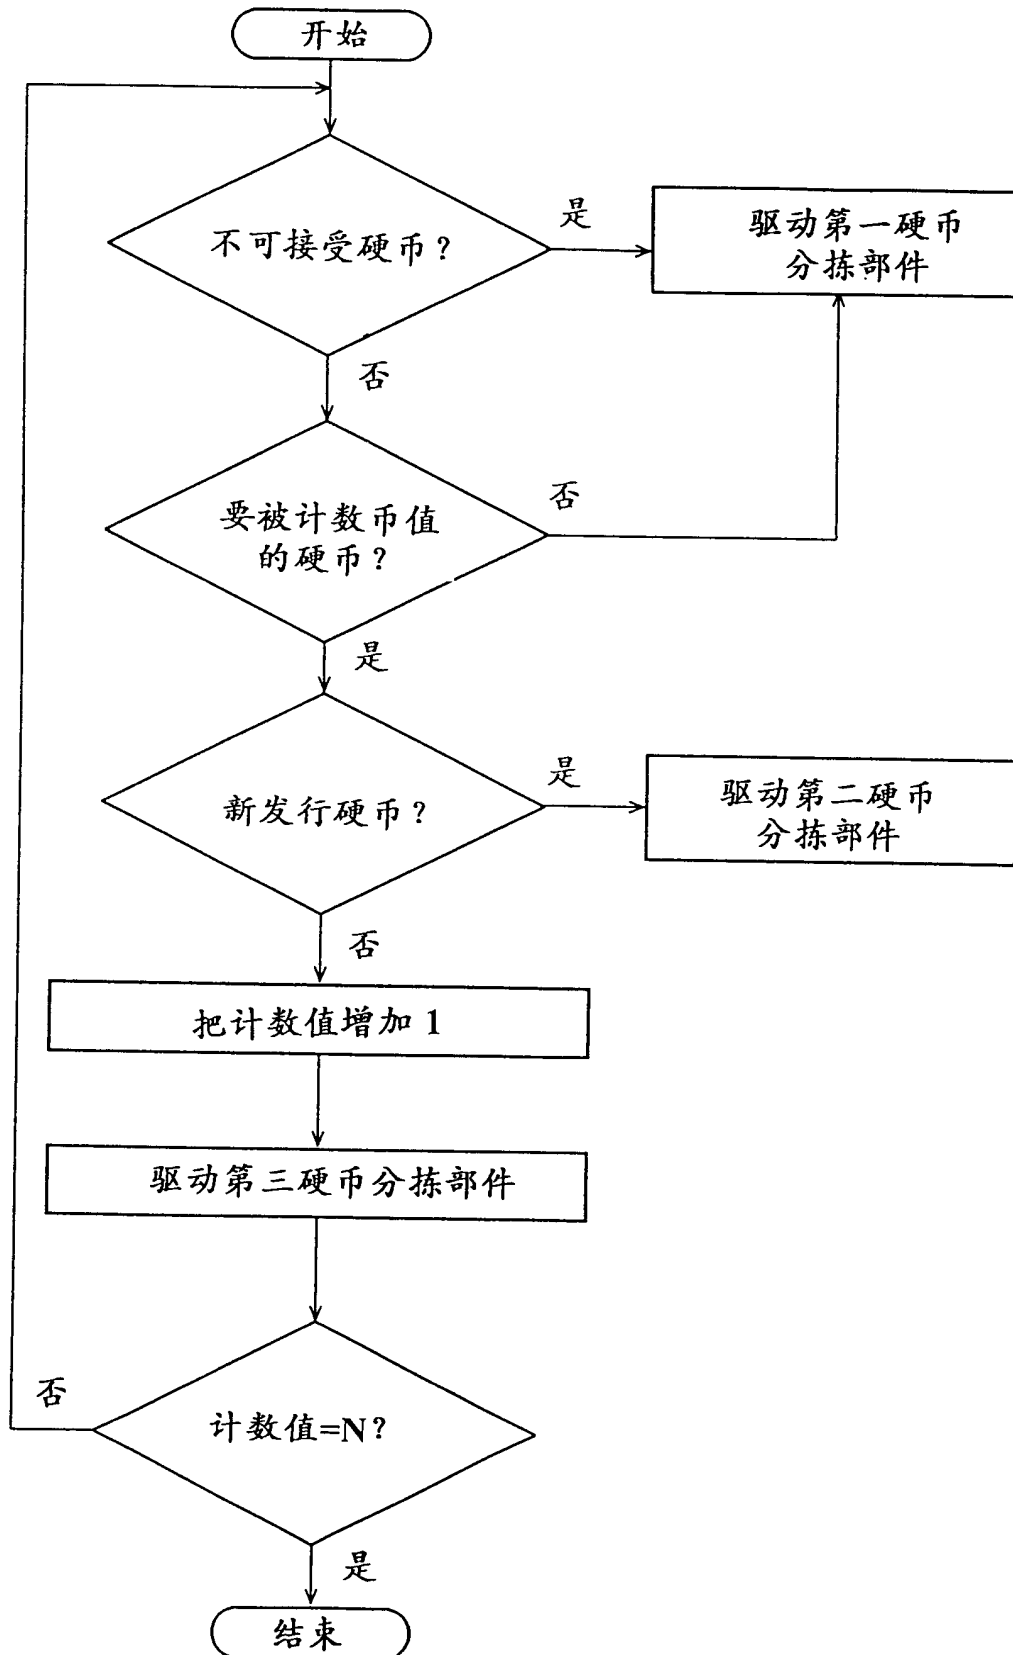 开始
不可接受硬币？
是
驱动第一硬币
分拣部件
否
要被计数币值
的硬币？
否
是
新发行硬币？
是
驱动第二硬币
分拣部件
否
把计数值增加 1
驱动第三硬币分拣部件
计数值=N？
否
是
结束